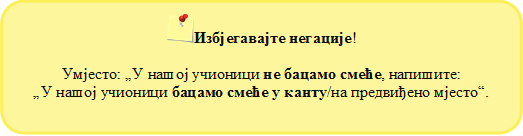 Избјегавајте негације!
Умјесто: „У нашој учионици не бацамо смеће, напишите:
„У нашој учионици бацамо смеће у канту/на предвиђено мјесто“.